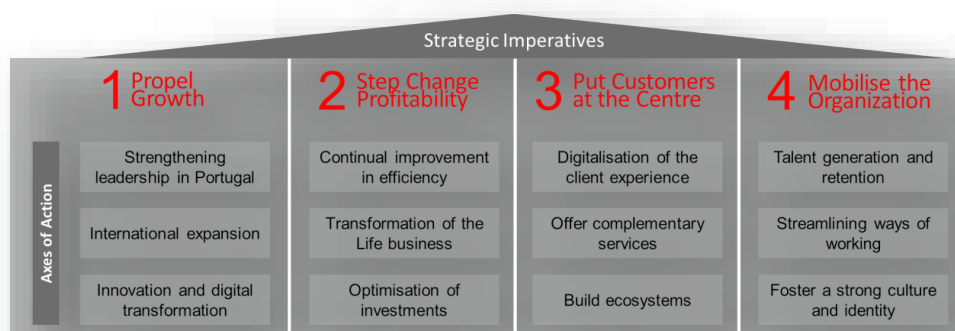 Strategic Imperatives
1 Propel
Growth
2 Step Change
Profitability
3 Put Customers
at the Centre
4 Mobilise the
Organization
Axes of Action
Strengthening
leadership in Portugal
International expansion
Innovation and digital
transformation
Continual improvement
in efficiency
Transformation of the
Life business
Optimisation of
investments
Digitalisation of the
client experience
Offer complementary
services
Build ecosystems
Talent generation and
retention
Streamlining ways of
working
Foster a strong culture
and identity